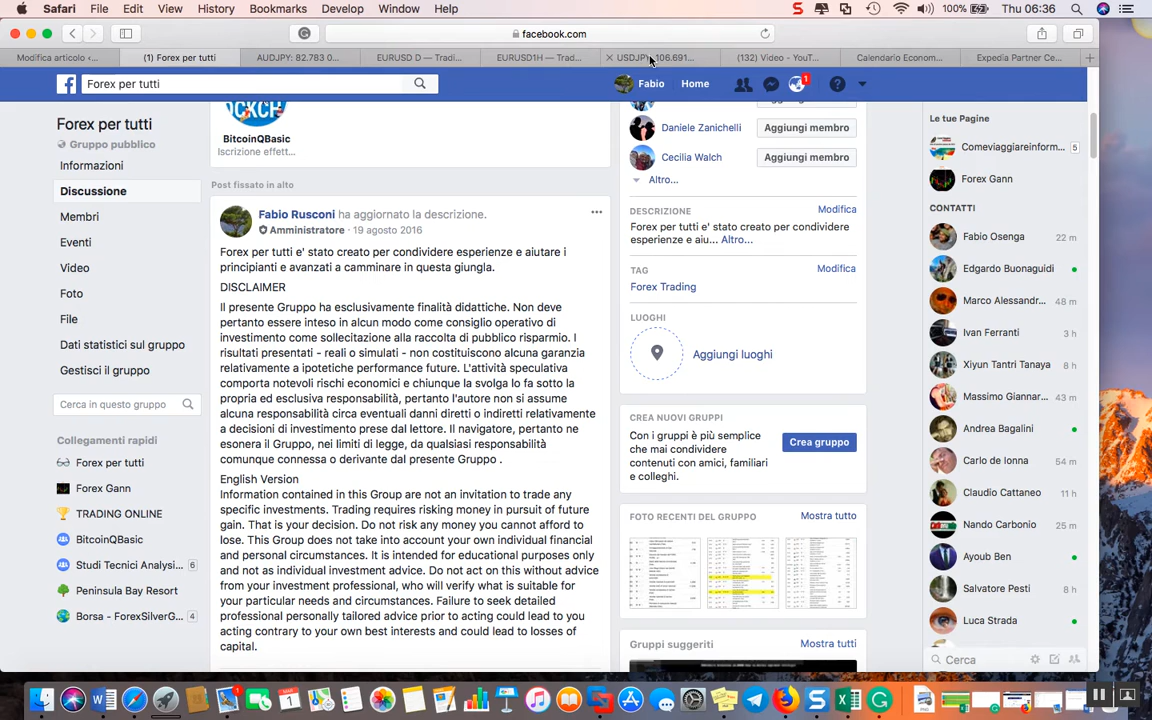 Safari File Edit View History Bookmarks Develop Window Help
100% Thu 06:36
facebook.com
Modifica articolo ‹...
(1) Forex per tutti
AUDJPY: 82.783 0...
EURUSD D — Tradi...
EURUSD1H — Trad...
USDJPY: 106.691...
(132) Video - YouT...
Calendario Econom...
Expedia Partner Ce...
Forex per tutti
Fabio
Home
1
Forex per tutti
Gruppo pubblico
Informazioni
Discussione
Membri
Eventi
Video
Foto
File
Dati statistici sul gruppo
Gestisci il gruppo
Cerca in questo gruppo
Collegamenti rapidi
Forex per tutti
Forex Gann
TRADING ONLINE
BitcoinQBasic
Studi Tecnici Analysi... 6
Peninsula Bay Resort
Borsa - ForexSilverG... 4
BitcoinQBasic
Iscrizione effett...
Post fissato in alto
Fabio Rusconi ha aggiornato la descrizione.
Amministratore · 19 agosto 2016
Forex per tutti e' stato creato per condividere esperienze e aiutare i
principianti e avanzati a camminare in questa giungla.
DISCLAIMER
Il presente Gruppo ha esclusivamente finalità didattiche. Non deve
pertanto essere inteso in alcun modo come consiglio operativo di
investimento come sollecitazione alla raccolta di pubblico risparmio. I
risultati presentati - reali o simulati - non costituiscono alcuna garanzia
relativamente a ipotetiche performance future. L'attività speculativa
comporta notevoli rischi economici e chiunque la svolga lo fa sotto la
propria ed esclusiva responsabilità, pertanto l'autore non si assume
alcuna responsabilità circa eventuali danni diretti o indiretti relativamente
a decisioni di investimento prese dal lettore. Il navigatore, pertanto ne
esonera il Gruppo, nei limiti di legge, da qualsiasi responsabilità
comunque connessa o derivante dal presente Gruppo .
English Version
Information contained in this Group are not an invitation to trade any
specific investments. Trading requires risking money in pursuit of future
gain. That is your decision. Do not risk any money you cannot afford to
lose. This Group does not take into account your own individual financial
and personal circumstances. It is intended for educational purposes only
and not as individual investment advice. Do not act on this without advice
from your investment professional, who will verify what is suitable for
your particular needs and circumstances. Failure to seek detailed
professional personally tailored advice prior to acting could lead to you
acting contrary to your own best interests and could lead to losses of
capital.
Daniele Zanichelli Aggiungi membro
Cecilia Walch Aggiungi membro
Altro...
DESCRIZIONE Modifica
Forex per tutti e' stato creato per condividere
esperienze e aiu... Altro...
TAG Modifica
Forex Trading
LUOGHI
Aggiungi luoghi
CREA NUOVI GRUPPI
Con i gruppi è più semplice
che mai condividere
contenuti con amici, familiari
e colleghi.
Crea gruppo
FOTO RECENTI DEL GRUPPO Mostra tutto
Gruppi suggeriti Mostra tutti
Le tue Pagine
Comeviaggiareinform... 5
Forex Gann
CONTATTI
Fabio Osenga 22 m
Edgardo Buonaguidi
Marco Alessandr... 48 m
Ivan Ferranti 3 h
Xiyun Tantri Tanaya 8 h
Massimo Giannar... 43 m
Andrea Bagalini
Carlo de Ionna 54 m
Claudio Cattaneo 11 h
Nando Carbonio 25 m
Ayoub Ben
Salvatore Pesti 8 h
Luca Strada
Cerca